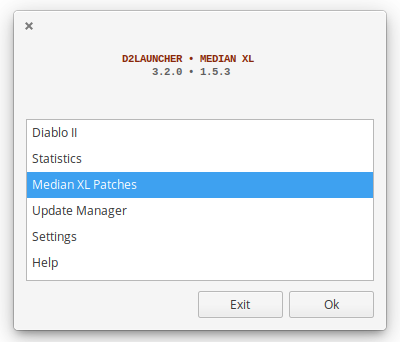 D2LAUNCHER • MEDIAN XL
3.2.0 • 1.5.3
Diablo II
Statistics
Median XL Patches
Update Manager
Settings
Help
Exit
Ok